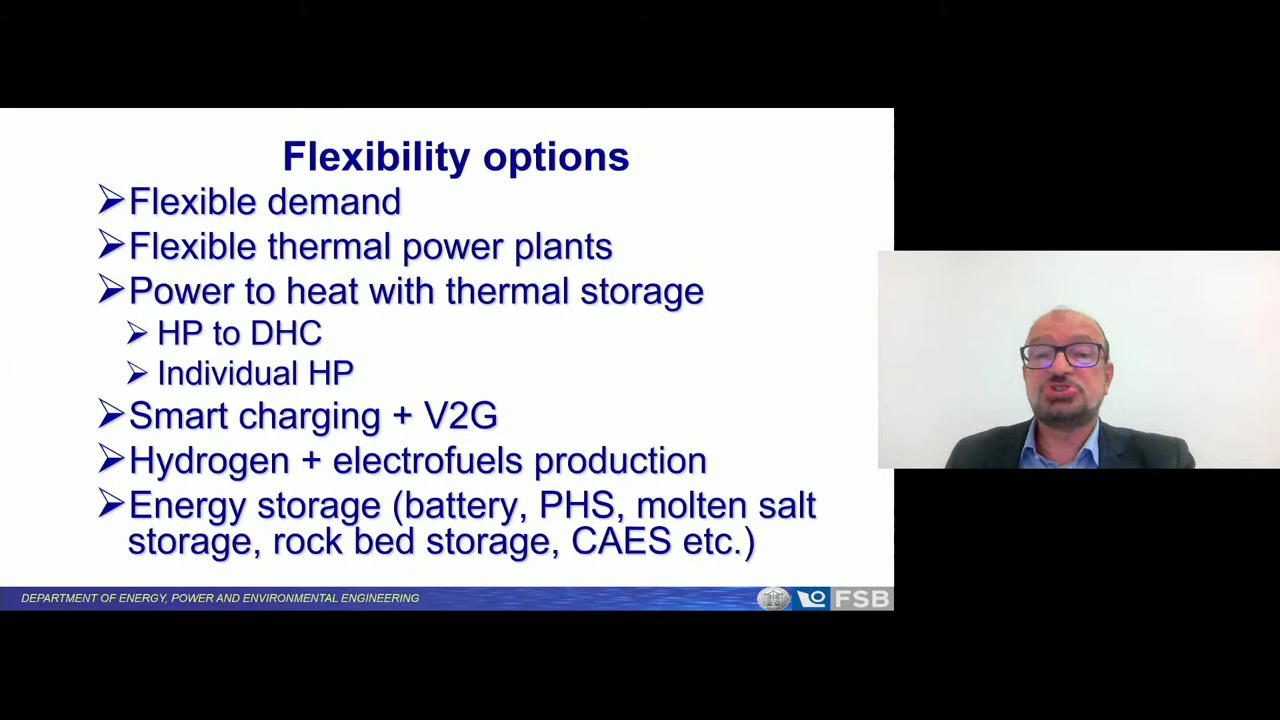 Flexibility options
Flexible demand
Flexible thermal power plants
Power to heat with thermal storage
HP to DHC
Individual HP
Smart charging + V2G
Hydrogen + electrofuels production
Energy storage (battery, PHS, molten salt
storage, rock bed storage, CAES etc.)
DEPARTMENT OF ENERGY, POWER AND ENVIRONMENTAL ENGINEERING
FSB